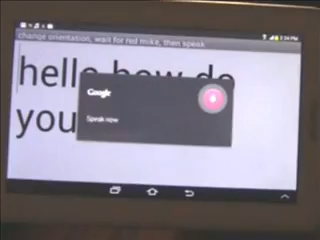 change orientation, wait for red mike, then speak
hello how do
you
Google
Speak now